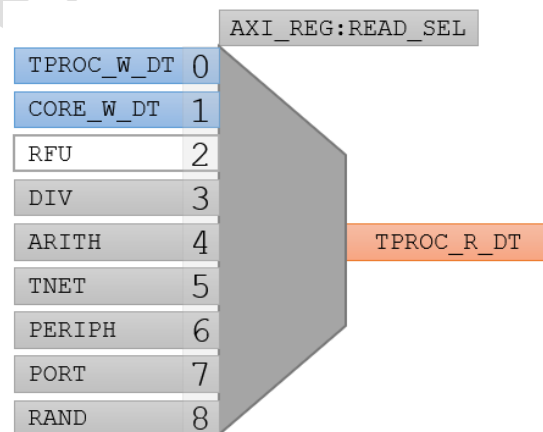 AXI_REG:READ_SEL
TPROC_W_DT 0
CORE_W_DT 1
RFU 2
DIV 3
ARITH 4
TPROC_R_DT
TNET 5
PERIPH 6
PORT 7
RAND 8